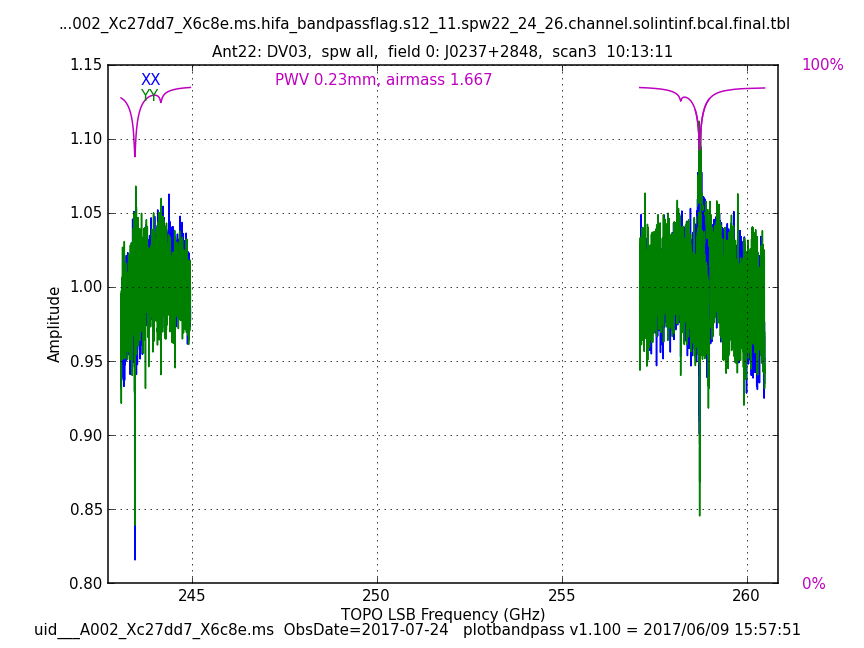 ...002_Xc27dd7_X6c8e.ms.hifa_bandpassflag.s12_11.spw22_24_26.channel.solintinf.bcal.final.tbl
Ant22: DV03,  spw all,  field 0: J0237+2848,  scan3  10:13:11
XX
YY
PWV 0.23mm, airmass 1.667
100%
0%
1.15
1.10
1.05
1.00
0.95
0.90
0.85
0.80
Amplitude
245
250
255
260
TOPO LSB Frequency (GHz)
uid___A002_Xc27dd7_X6c8e.ms  ObsDate=2017-07-24   plotbandpass v1.100 = 2017/06/09 15:57:51